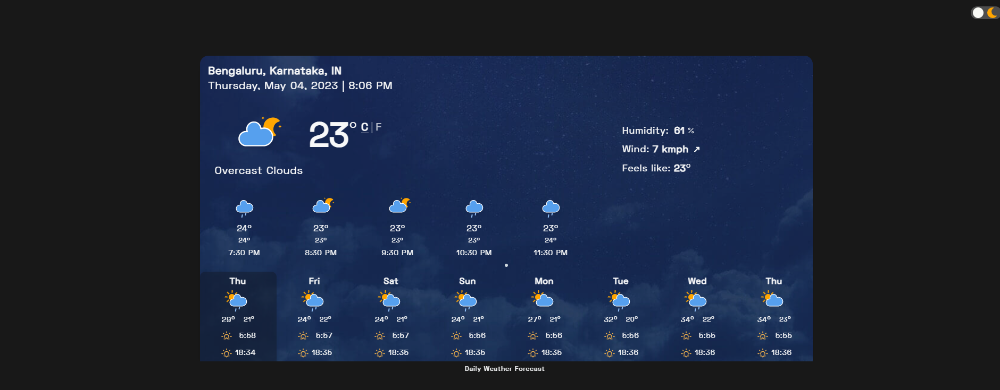 Bengaluru, Karnataka, IN
Thursday, May 04, 2023 | 8:06 PM
23° C | F
Humidity: 61 %
Wind: 7 kmph ↗
Feels like: 23°
Overcast Clouds
24° 23° 23° 23° 23°
24° 23° 23° 23° 24°
7:30 PM 8:30 PM 9:30 PM 10:30 PM 11:30 PM
Thu Fri Sat Sun Mon Tue Wed Thu
29° 21° 24° 22° 24° 21° 24° 21° 27° 21° 32° 20° 34° 22° 34° 23°
5:58 5:57 5:57 5:56 5:56 5:56 5:55 5:55
18:34 18:35 18:35 18:35 18:35 18:36 18:36 18:36
Daily Weather Forecast